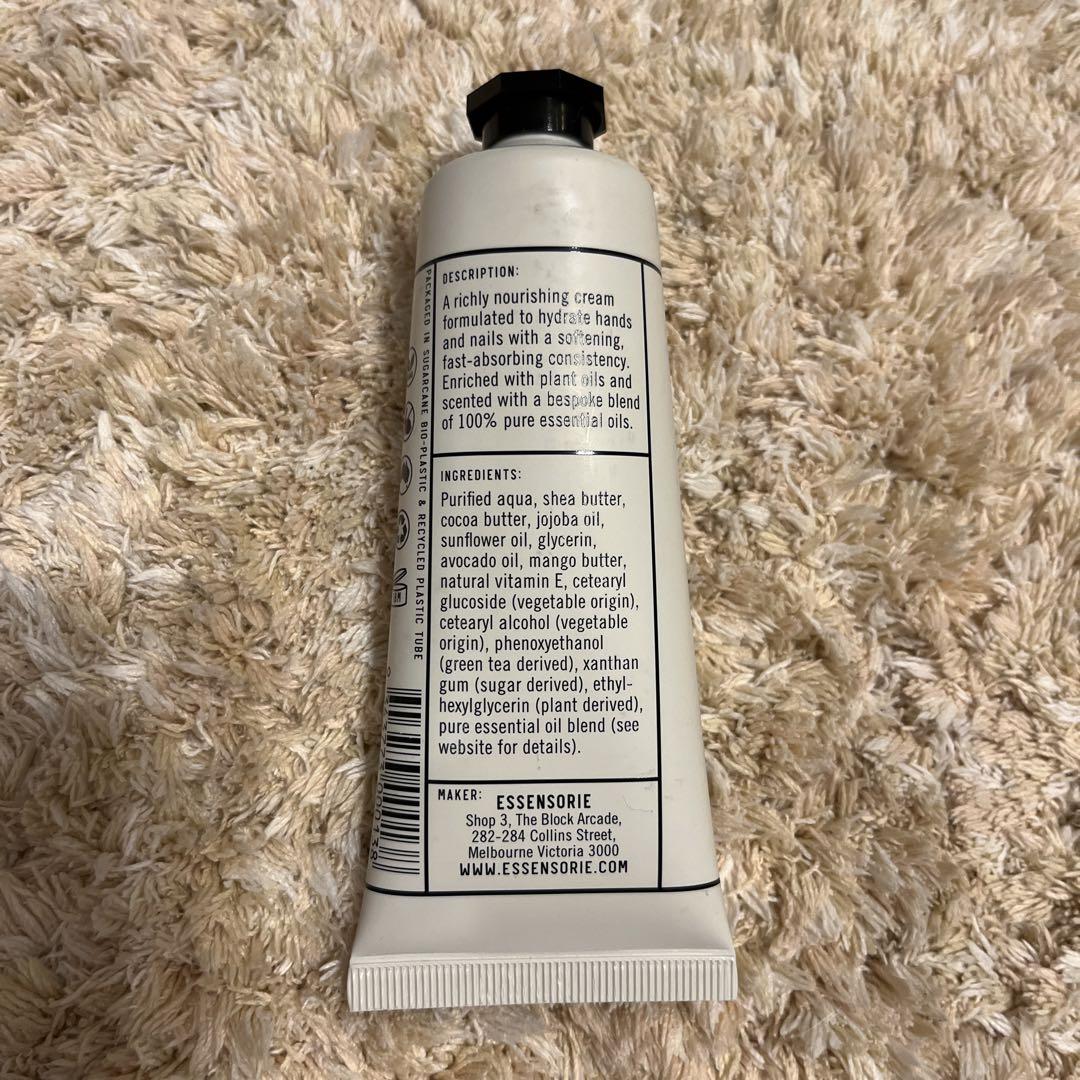 DESCRIPTION:
A richly nourishing cream
formulated to hydrate hands
and nails with a softening,
fast-absorbing consistency.
Enriched with plant oils and
scented with a bespoke blend
of 100% pure essential oils.
INGREDIENTS:
Purified aqua, shea butter,
cocoa butter, jojoba oil,
sunflower oil, glycerin,
avocado oil, mango butter,
natural vitamin E, cetearyl
glucoside (vegetable origin),
cetearyl alcohol (vegetable
origin), phenoxyethanol
(green tea derived), xanthan
gum (sugar derived), ethyl-
hexylglycerin (plant derived),
pure essential oil blend (see
website for details).
MAKER: ESSENSORIE
Shop 3, The Block Arcade,
282-284 Collins Street,
Melbourne Victoria 3000
WWW.ESSENSORIE.COM
PACKAGED IN SUGARCANE BIO-PLASTIC & RECYCLED PLASTIC TUBE